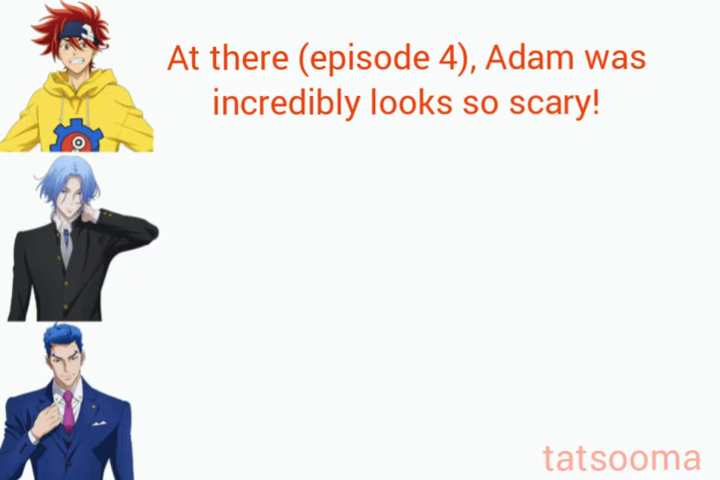 At there (episode 4), Adam was
incredibly looks so scary!
tatsooma